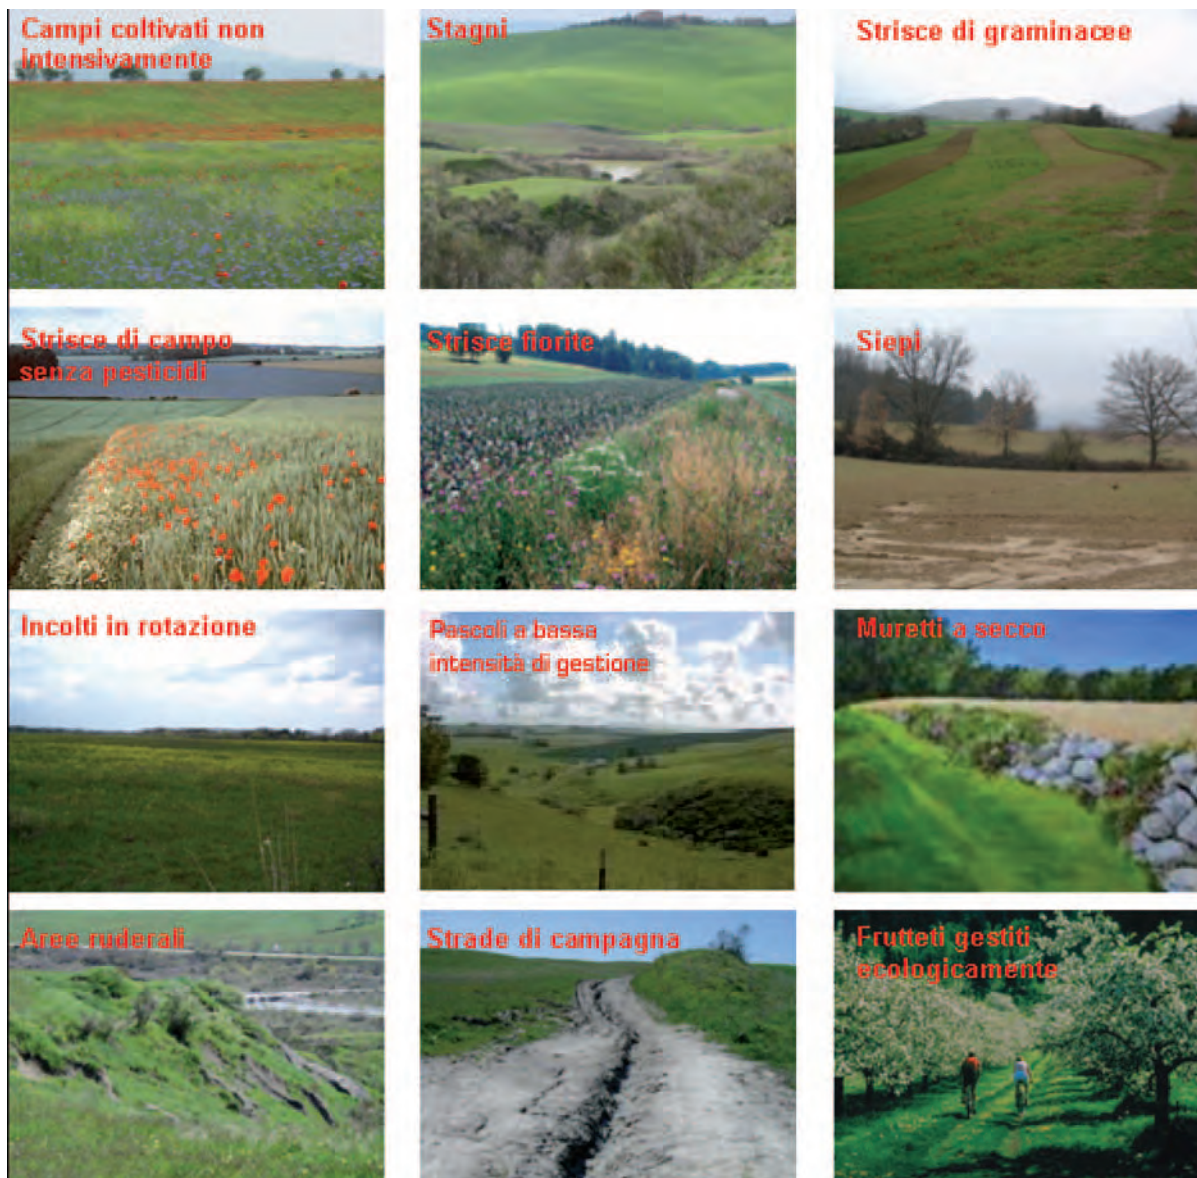 Campi coltivati non
intensivamente
Stagni
Strisce di graminacee
Strisce di campo
senza pesticidi
Strisce fiorite
Siepi
Incolti in rotazione
Pascoli a bassa
intensità di gestione
Muretti a secco
Aree ruderali
Strade di campagna
Frutteti gestiti
ecologicamente